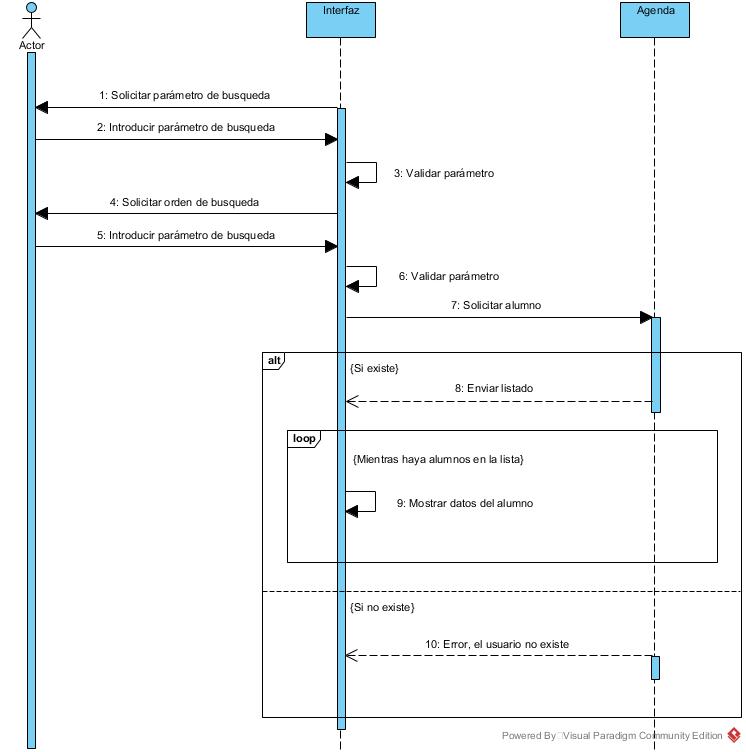 Interfaz
Agenda
Actor
1: Solicitar parámetro de busqueda
2: Introducir parámetro de busqueda
3: Validar parámetro
4: Solicitar orden de busqueda
5: Introducir parámetro de busqueda
6: Validar parámetro
7: Solicitar alumno
alt
{Si existe}
8: Enviar listado
loop
{Mientras haya alumnos en la lista}
9: Mostrar datos del alumno
{Si no existe}
10: Error, el usuario no existe
Powered By Visual Paradigm Community Edition